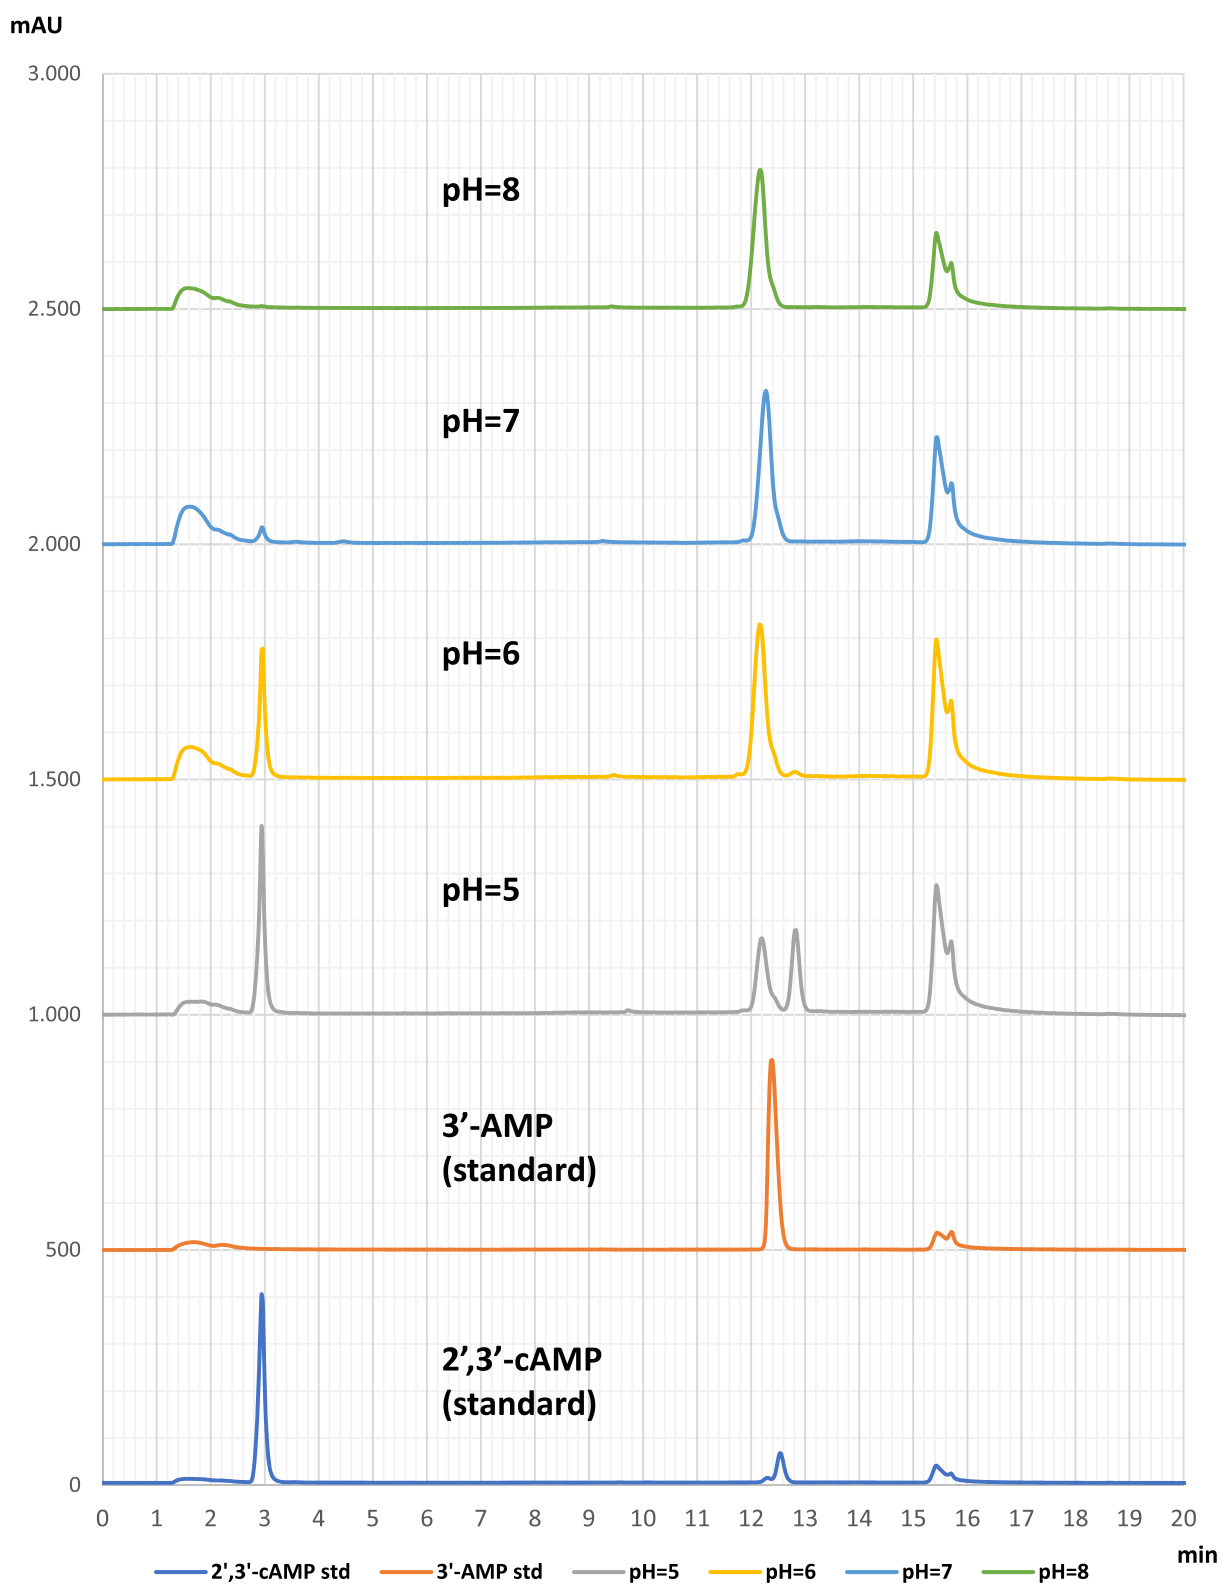 mAU
3.000
pH=8
2.500
pH=7
2.000
pH=6
1.500
pH=5
1.000
3’-AMP
(standard)
500
2’,3’-cAMP
(standard)
0
0 1 2 3 4 5 6 7 8 9 10 11 12 13 14 15 16 17 18 19 20
min
2',3'-cAMP std 3'-AMP std pH=5 pH=6 pH=7 pH=8